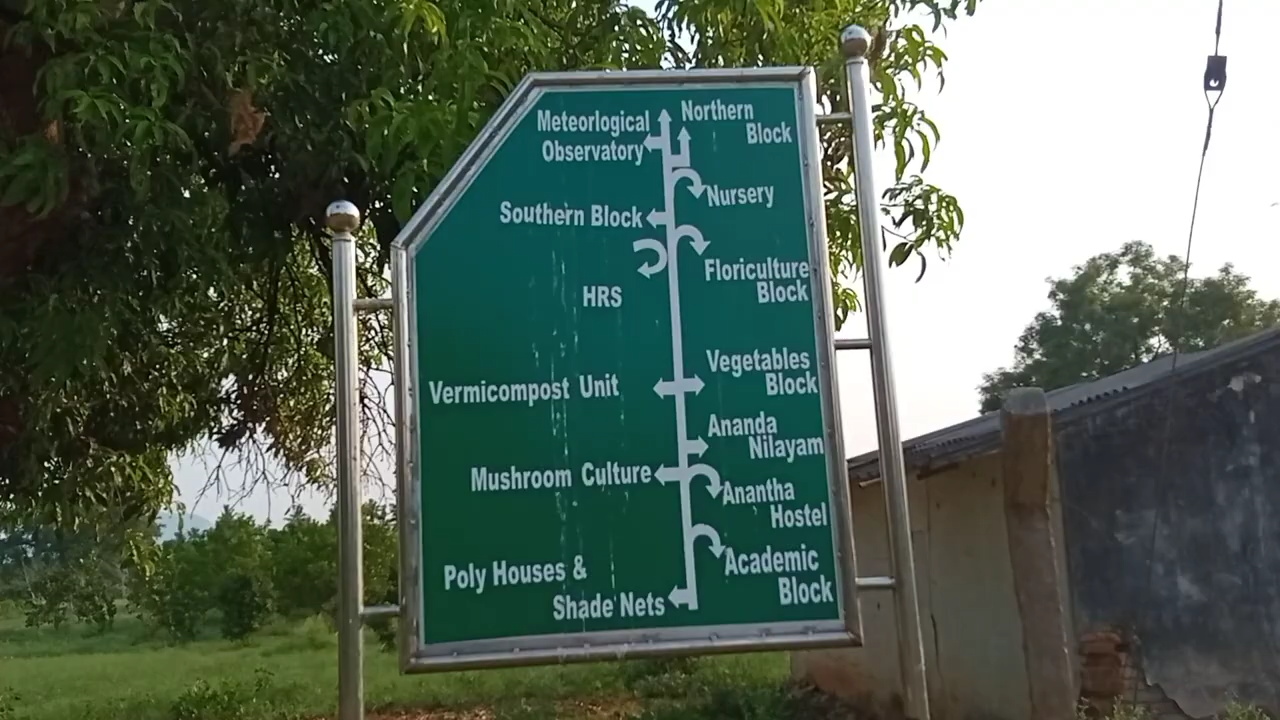 Meteorlogical
Observatory
Northern
Block
Nursery
Southern Block
Floriculture
Block
HRS
Vegetables
Block
Vermicompost Unit
Ananda
Nilayam
Mushroom Culture
Anantha
Hostel
Academic
Block
Poly Houses &
Shade Nets